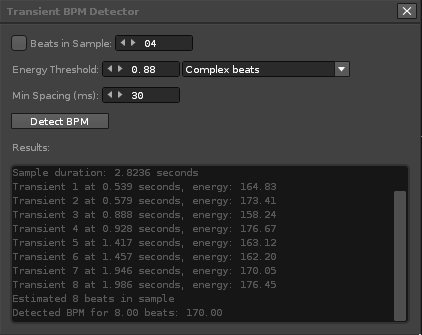 Transient BPM Detector
Beats in Sample: 04
Energy Threshold: 0.88 Complex beats
Min Spacing (ms): 30
Detect BPM
Results:
Sample duration: 2.8236 seconds
Transient 1 at 0.539 seconds, energy: 164.83
Transient 2 at 0.579 seconds, energy: 173.41
Transient 3 at 0.888 seconds, energy: 158.24
Transient 4 at 0.928 seconds, energy: 176.67
Transient 5 at 1.417 seconds, energy: 163.12
Transient 6 at 1.457 seconds, energy: 162.20
Transient 7 at 1.946 seconds, energy: 170.05
Transient 8 at 1.986 seconds, energy: 176.45
Estimated 8 beats in sample
Detected BPM for 8.00 beats: 170.00